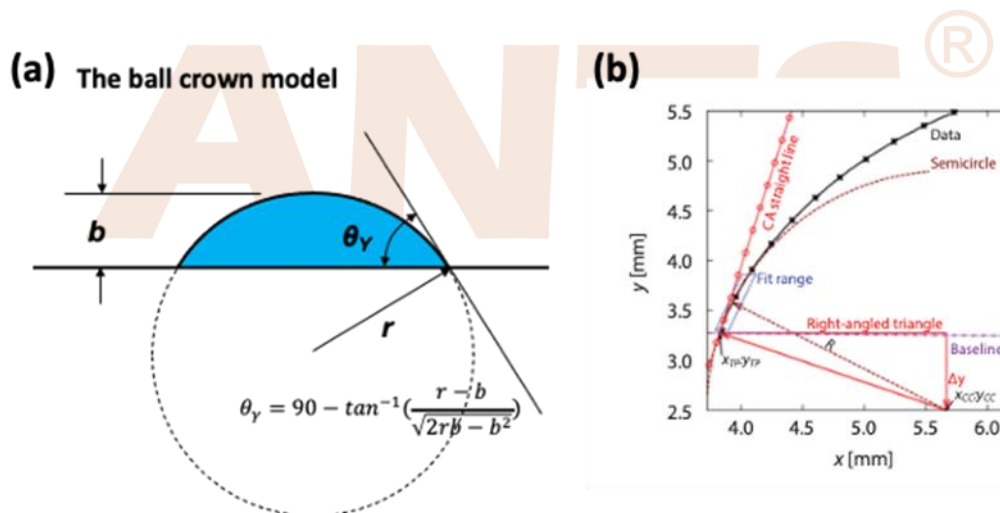 ANTS®
(a) The ball crown model
b
θY
r
θγ = 90 − tan⁻¹(r − b / √2rb − b²)
(b)
5.5
5.0
4.5
4.0
3.5
3.0
2.5
y [mm]
4.0 4.5 5.0 5.5 6.0
x [mm]
Data
Semicircle
CA straight line
Fit range
Right-angled triangle
R
Baseline
xTP,yTP
Δy
xCC,yCC